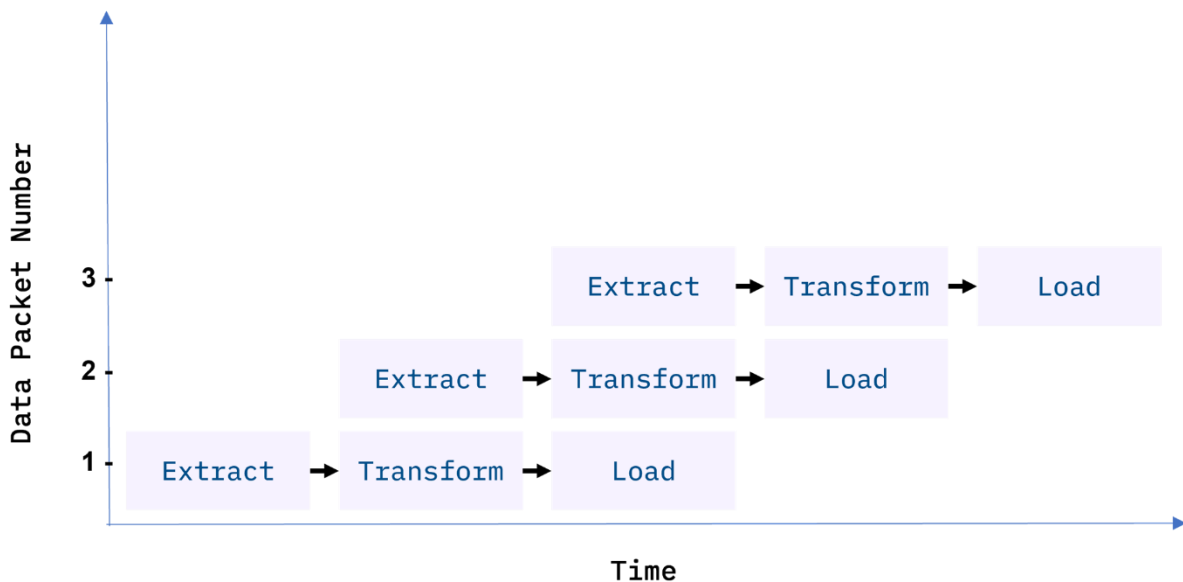 Data Packet Number
3
Extract
Transform
Load
2
Extract
Transform
Load
1
Extract
Transform
Load
Time